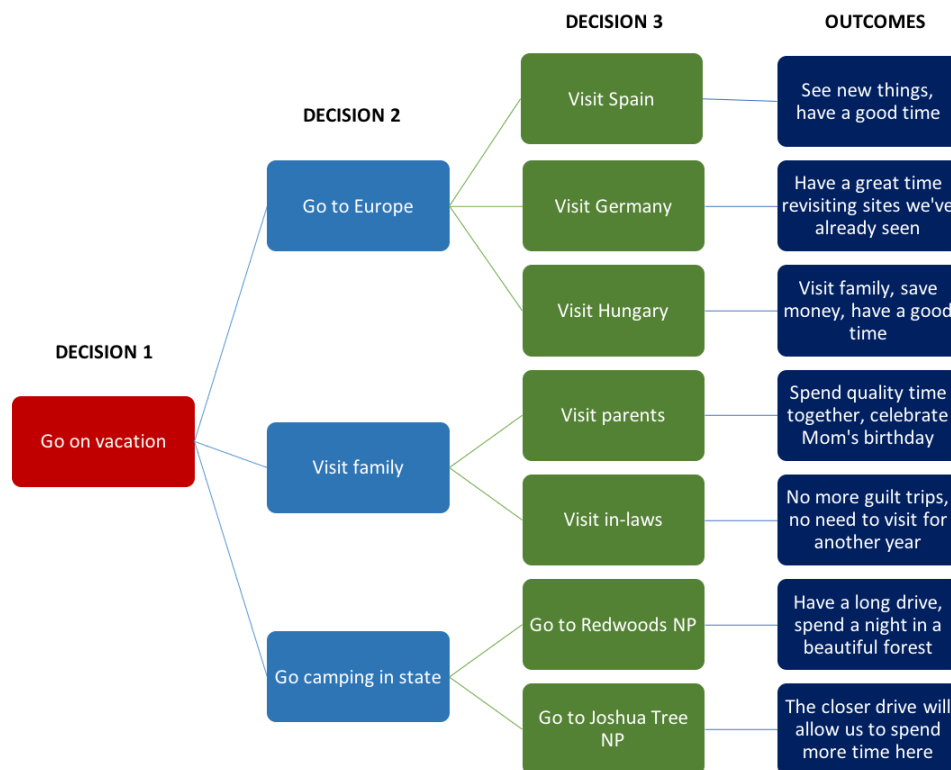 DECISION 3
OUTCOMES
DECISION 2
DECISION 1
Go on vacation
Go to Europe
Visit family
Go camping in state
Visit Spain
Visit Germany
Visit Hungary
Visit parents
Visit in-laws
Go to Redwoods NP
Go to Joshua Tree
NP
See new things,
have a good time
Have a great time
revisiting sites we've
already seen
Visit family, save
money, have a good
time
Spend quality time
together, celebrate
Mom's birthday
No more guilt trips,
no need to visit for
another year
Have a long drive,
spend a night in a
beautiful forest
The closer drive will
allow us to spend
more time here